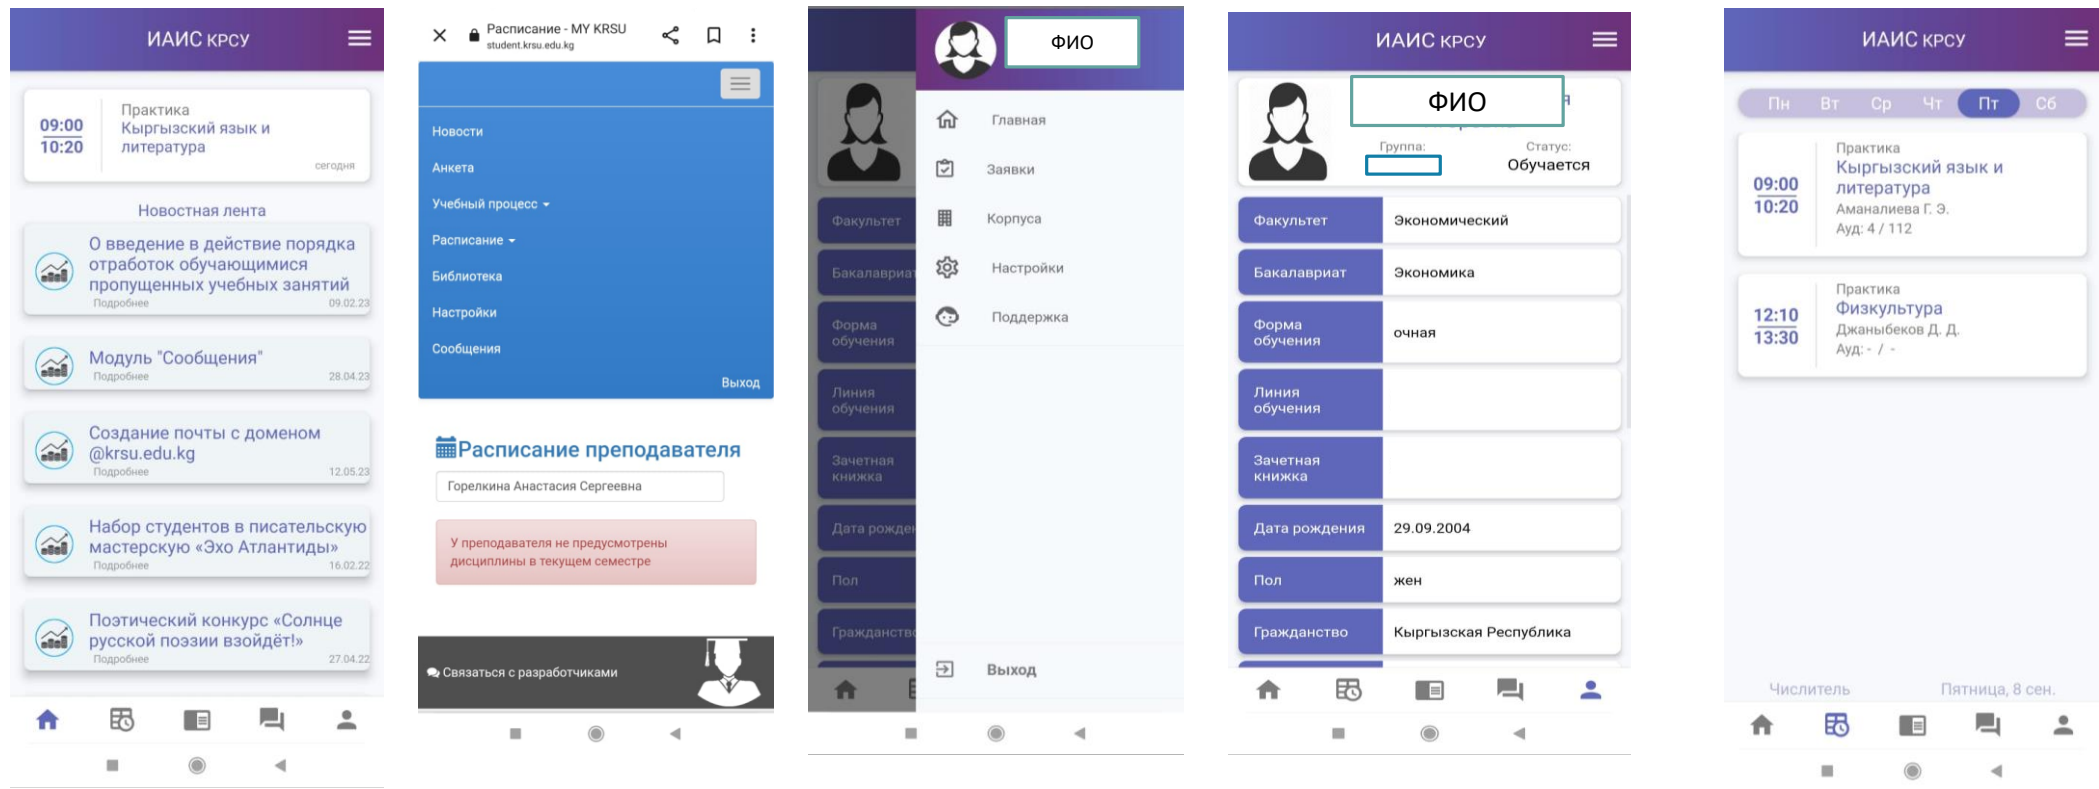 ИАИС КРСУ
09:00
10:20
Практика
Кыргызский язык и
литература
сегодня
Новостная лента
О введение в действие порядка
отработок обучающимися
пропущенных учебных занятий
Подробнее 09.02.23
Модуль "Сообщения"
Подробнее 28.04.23
Создание почты с доменом
@krsu.edu.kg
Подробнее 12.05.23
Набор студентов в писательскую
мастерскую «Эхо Атлантиды»
Подробнее 16.02.22
Поэтический конкурс «Солнце
русской поэзии взойдёт!»
Подробнее 27.04.22
Расписание - MY KRSU
student.krsu.edu.kg
Новости
Анкета
Учебный процесс
Расписание
Библиотека
Настройки
Сообщения
Выход
Расписание преподавателя
Горелкина Анастасия Сергеевна
У преподавателя не предусмотрены
дисциплины в текущем семестре
Связаться с разработчиками
ФИО
Факультет
Бакалавриат
Форма
обучения
Линия
обучения
Зачетная
книжка
Дата рожден
Пол
Гражданство
Главная
Заявки
Корпуса
Настройки
Поддержка
Выход
ИАИС КРСУ
ФИО
Группа:
Статус:
Обучается
Факультет Экономический
Бакалавриат Экономика
Форма
обучения
очная
Линия
обучения
Зачетная
книжка
Дата рождения 29.09.2004
Пол жен
Гражданство Кыргызская Республика
ИАИС КРСУ
Пн Вт Ср Чт Пт Сб
09:00
10:20
Практика
Кыргызский язык и
литература
Аманалиева Г. Э.
Ауд: 4 / 112
12:10
13:30
Практика
Физкультура
Джаныбеков Д. Д.
Ауд: - / -
Числитель Пятница, 8 сен.